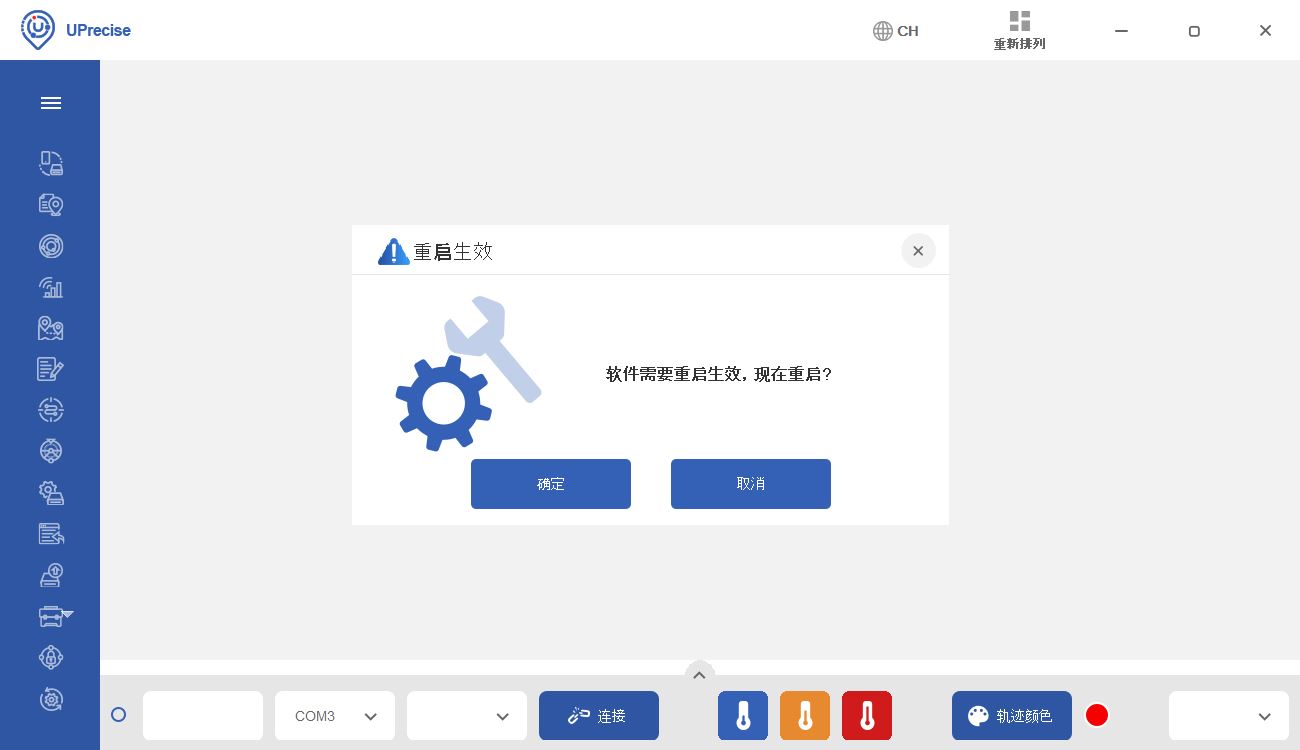 UPrecise
CH
重新排列
重启生效
软件需要重启生效, 现在重启?
确定
取消
COM3
连接
轨迹颜色